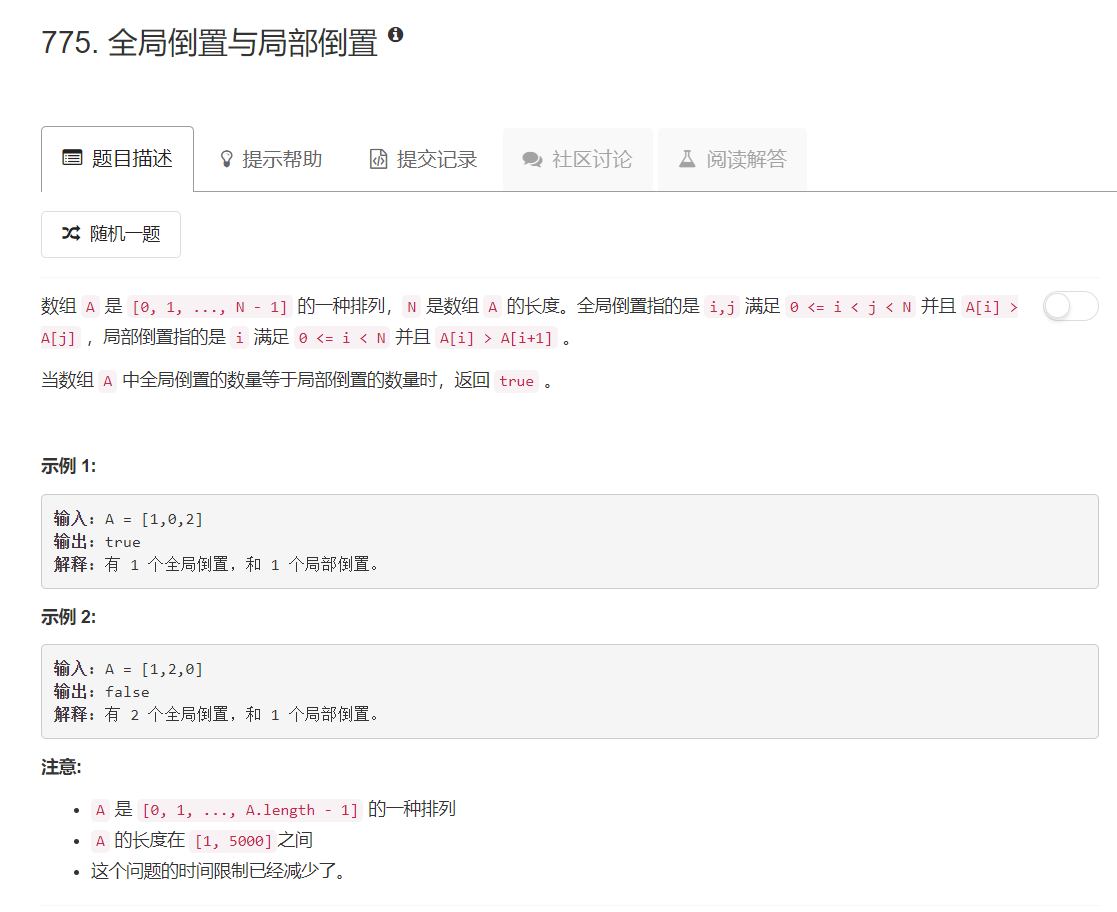 775. 全局倒置与局部倒置
题目描述 提示帮助 提交记录 社区讨论 阅读解答
随机一题
数组 A 是 [0, 1, ..., N - 1] 的一种排列，N 是数组 A 的长度。全局倒置指的是 i,j 满足 0 <= i < j < N 并且 A[i] >
A[j] ，局部倒置指的是 i 满足 0 <= i < N 并且 A[i] > A[i+1] 。
当数组 A 中全局倒置的数量等于局部倒置的数量时，返回 true 。
示例 1:
输入: A = [1,0,2]
输出: true
解释: 有 1 个全局倒置，和 1 个局部倒置。
示例 2:
输入: A = [1,2,0]
输出: false
解释: 有 2 个全局倒置，和 1 个局部倒置。
注意:
• A 是 [0, 1, ..., A.length - 1] 的一种排列
• A 的长度在 [1, 5000] 之间
• 这个问题的时间限制已经减少了。